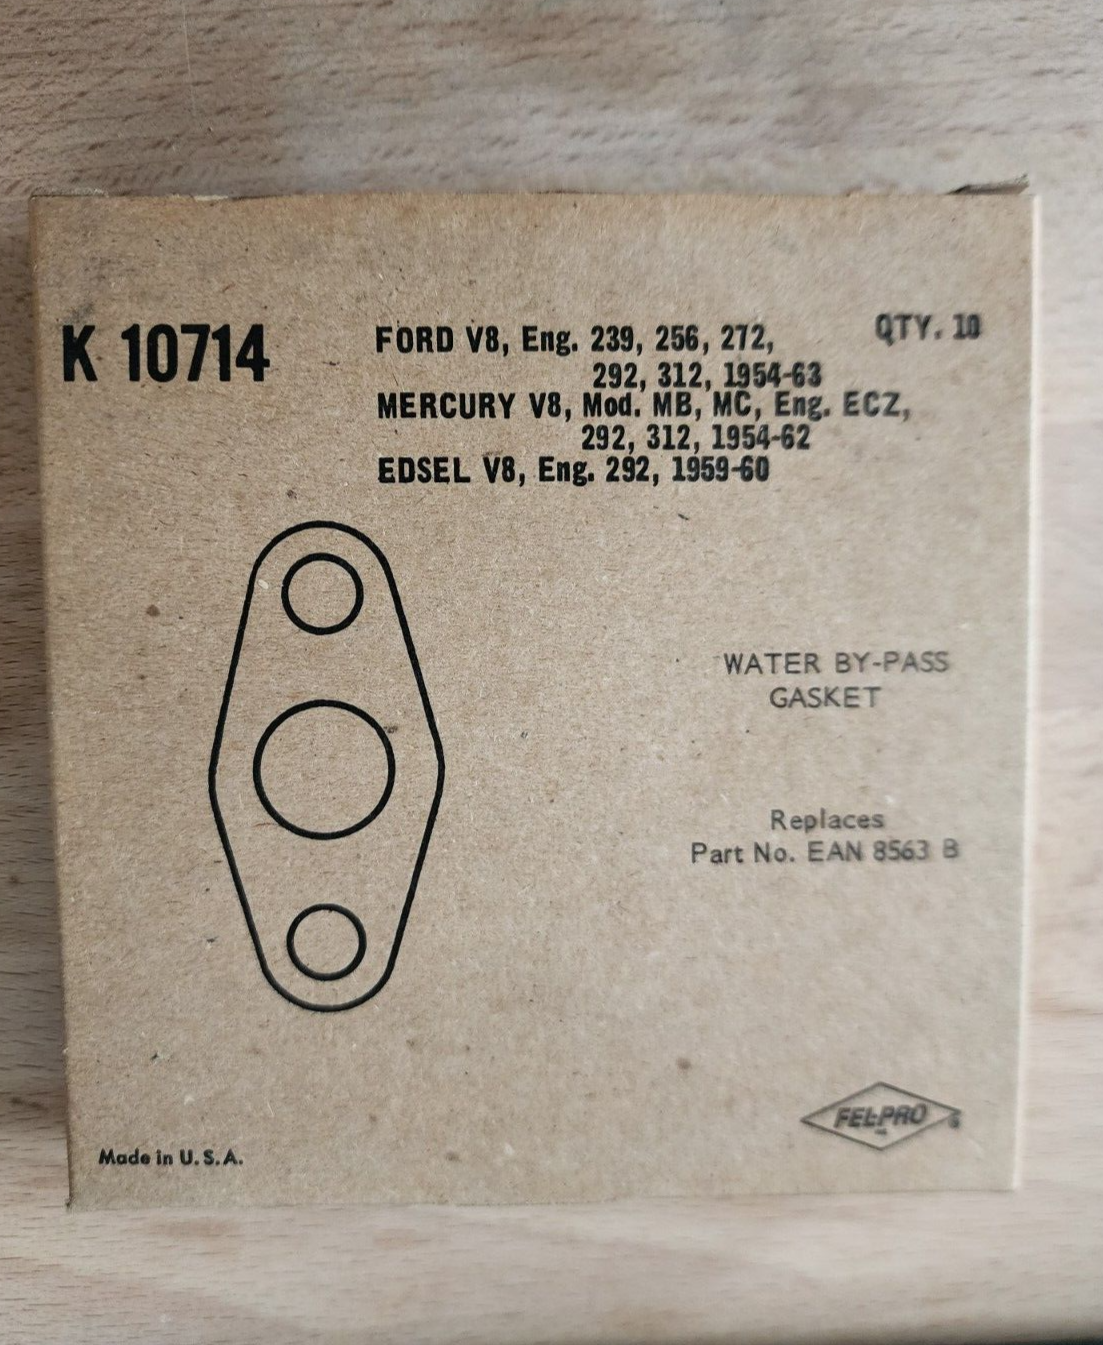 K 10714
FORD V8, Eng. 239, 256, 272,
292, 312, 1954-63
MERCURY V8, Mod. MB, MC, Eng. ECZ,
292, 312, 1954-62
EDSEL V8, Eng. 292, 1959-60
QTY. 10
WATER BY-PASS
GASKET
Replaces
Part No. EAN 8563 B
Made in U.S.A.
FEL-PRO